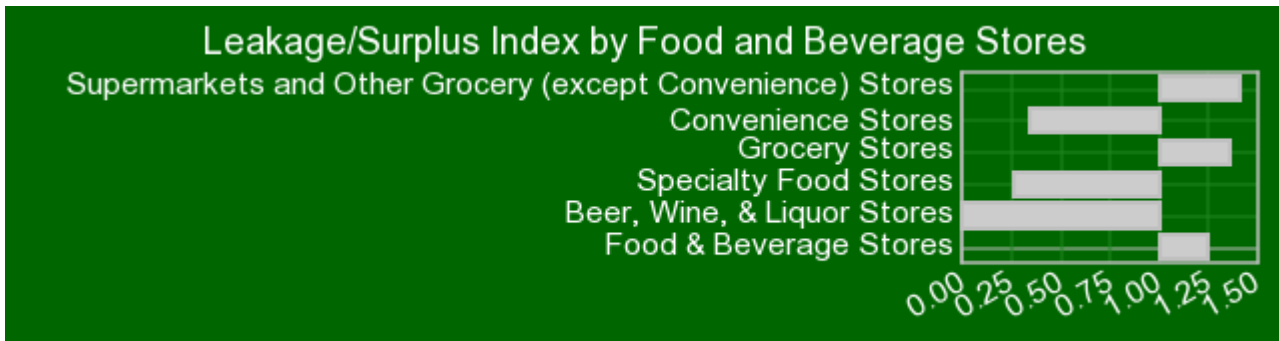 Leakage/Surplus Index by Food and Beverage Stores
Supermarkets and Other Grocery (except Convenience) Stores
Convenience Stores
Grocery Stores
Specialty Food Stores
Beer, Wine, & Liquor Stores
Food & Beverage Stores
0.00 0.25 0.50 0.75 1.00 1.25 1.50